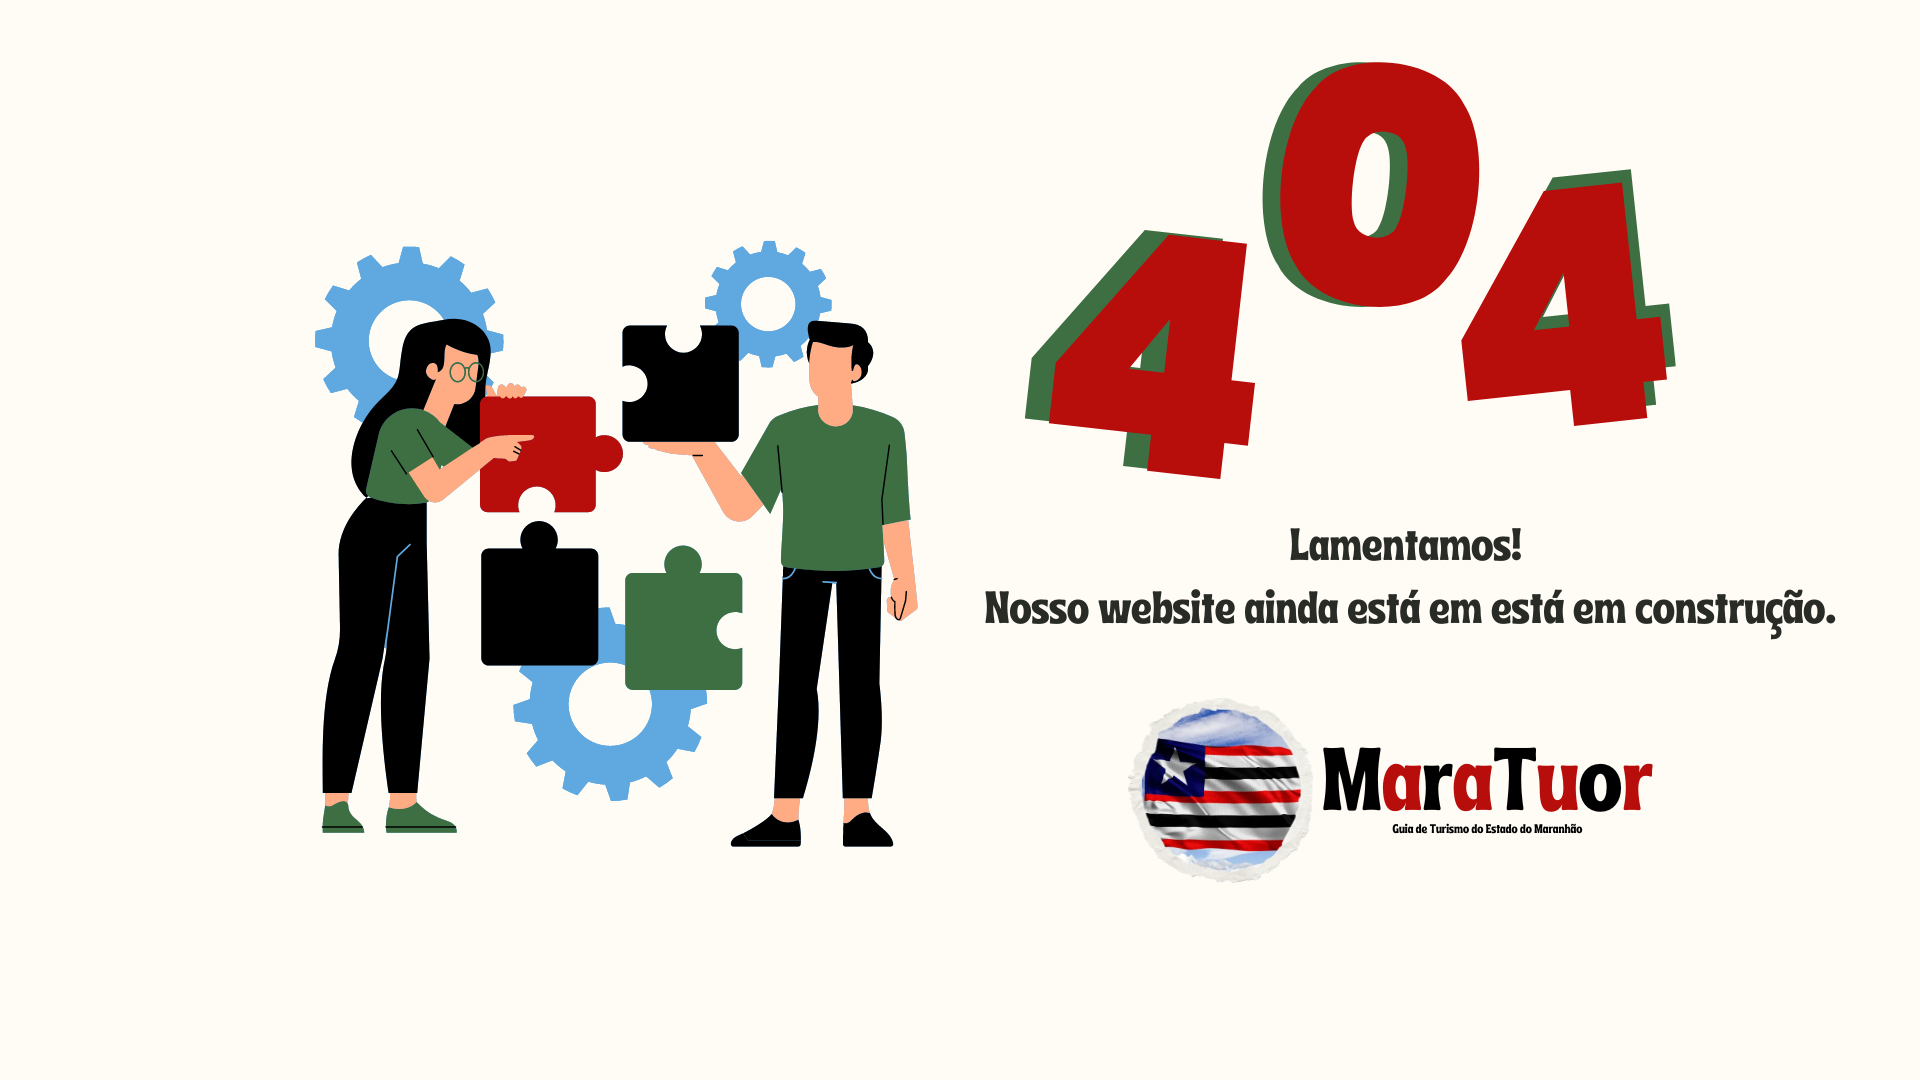 404
Lamentamos!
Nosso website ainda está em está em construção.
MaraTuor
Guia de Turismo do Estado do Maranhão